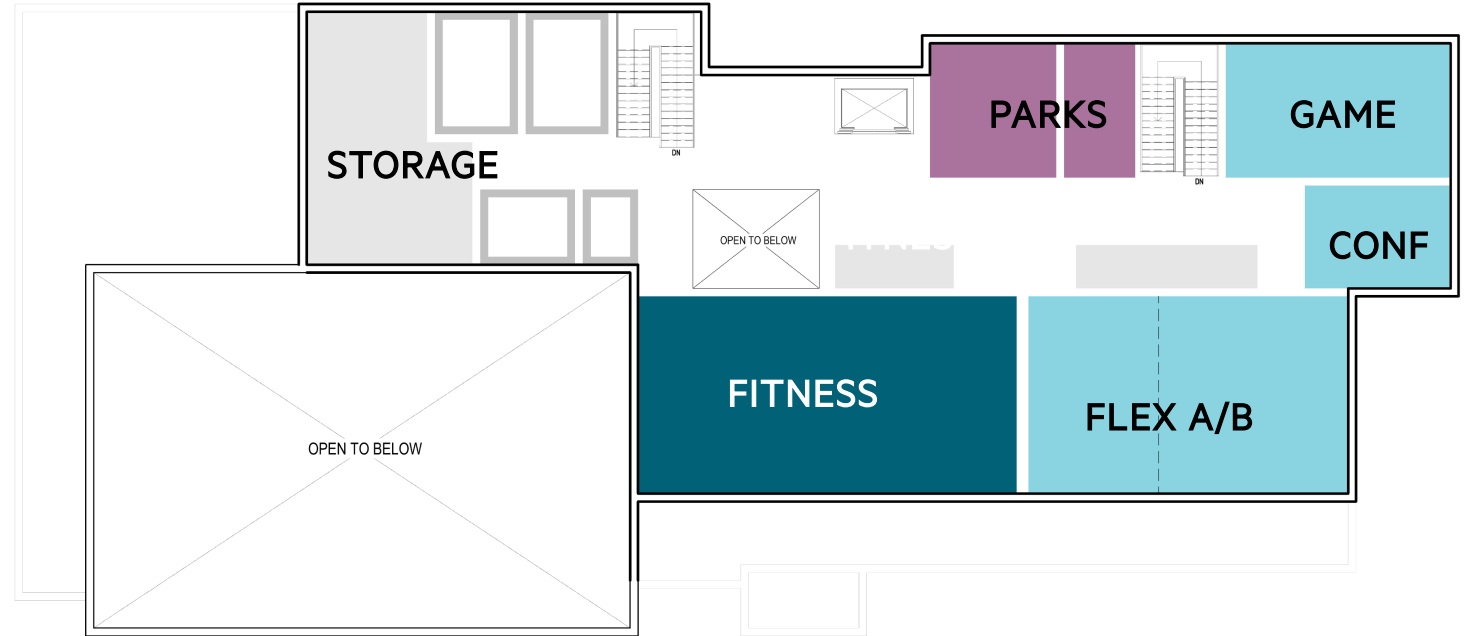 PARKS
GAME
STORAGE
DN
DN
OPEN TO BELOW
CONF
FITNESS
FLEX A/B
OPEN TO BELOW